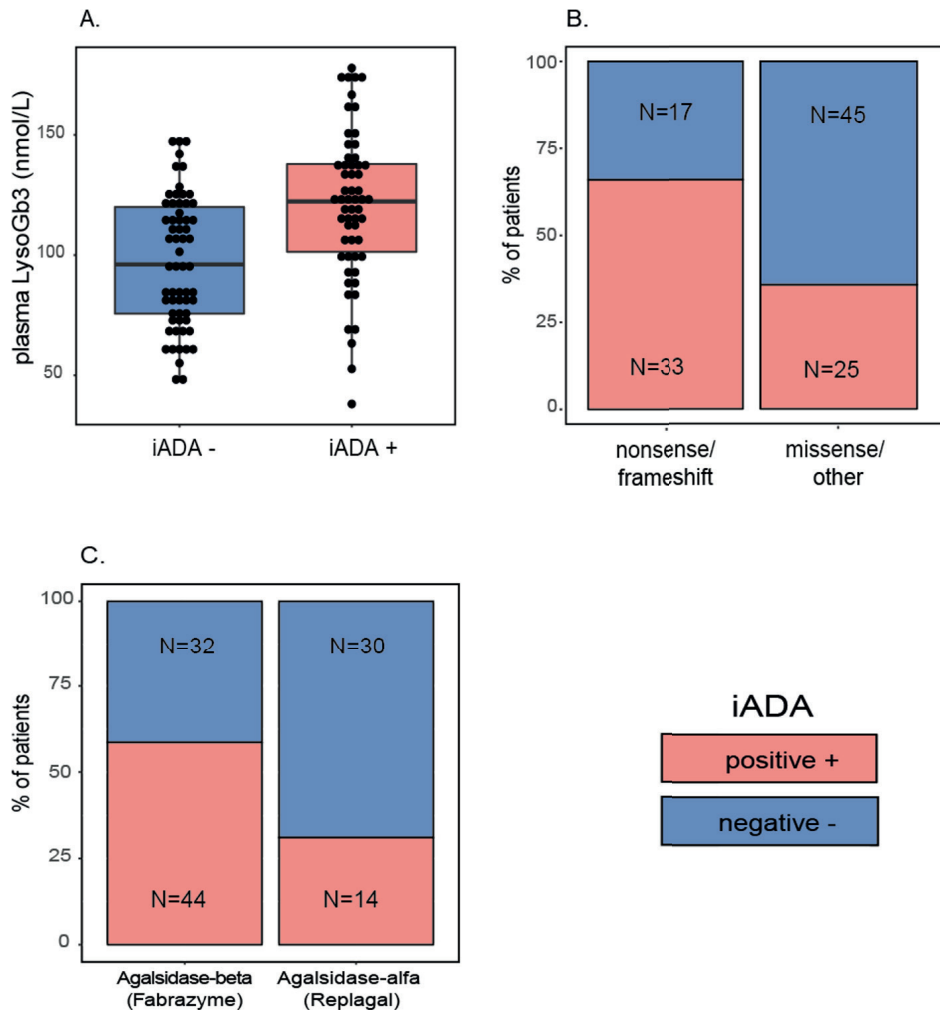 A.
plasma LysoGb3 (nmol/L)
150
100
50
iADA -
iADA +
B.
% of patients
100
75
50
25
0
N=17
N=45
N=33
N=25
nonsense/
frameshift
missense/
other
C.
% of patients
100
75
50
25
0
N=32
N=30
N=44
N=14
Agalsidase-beta
(Fabrazyme)
Agalsidase-alfa
(Replagal)
iADA
positive +
negative -